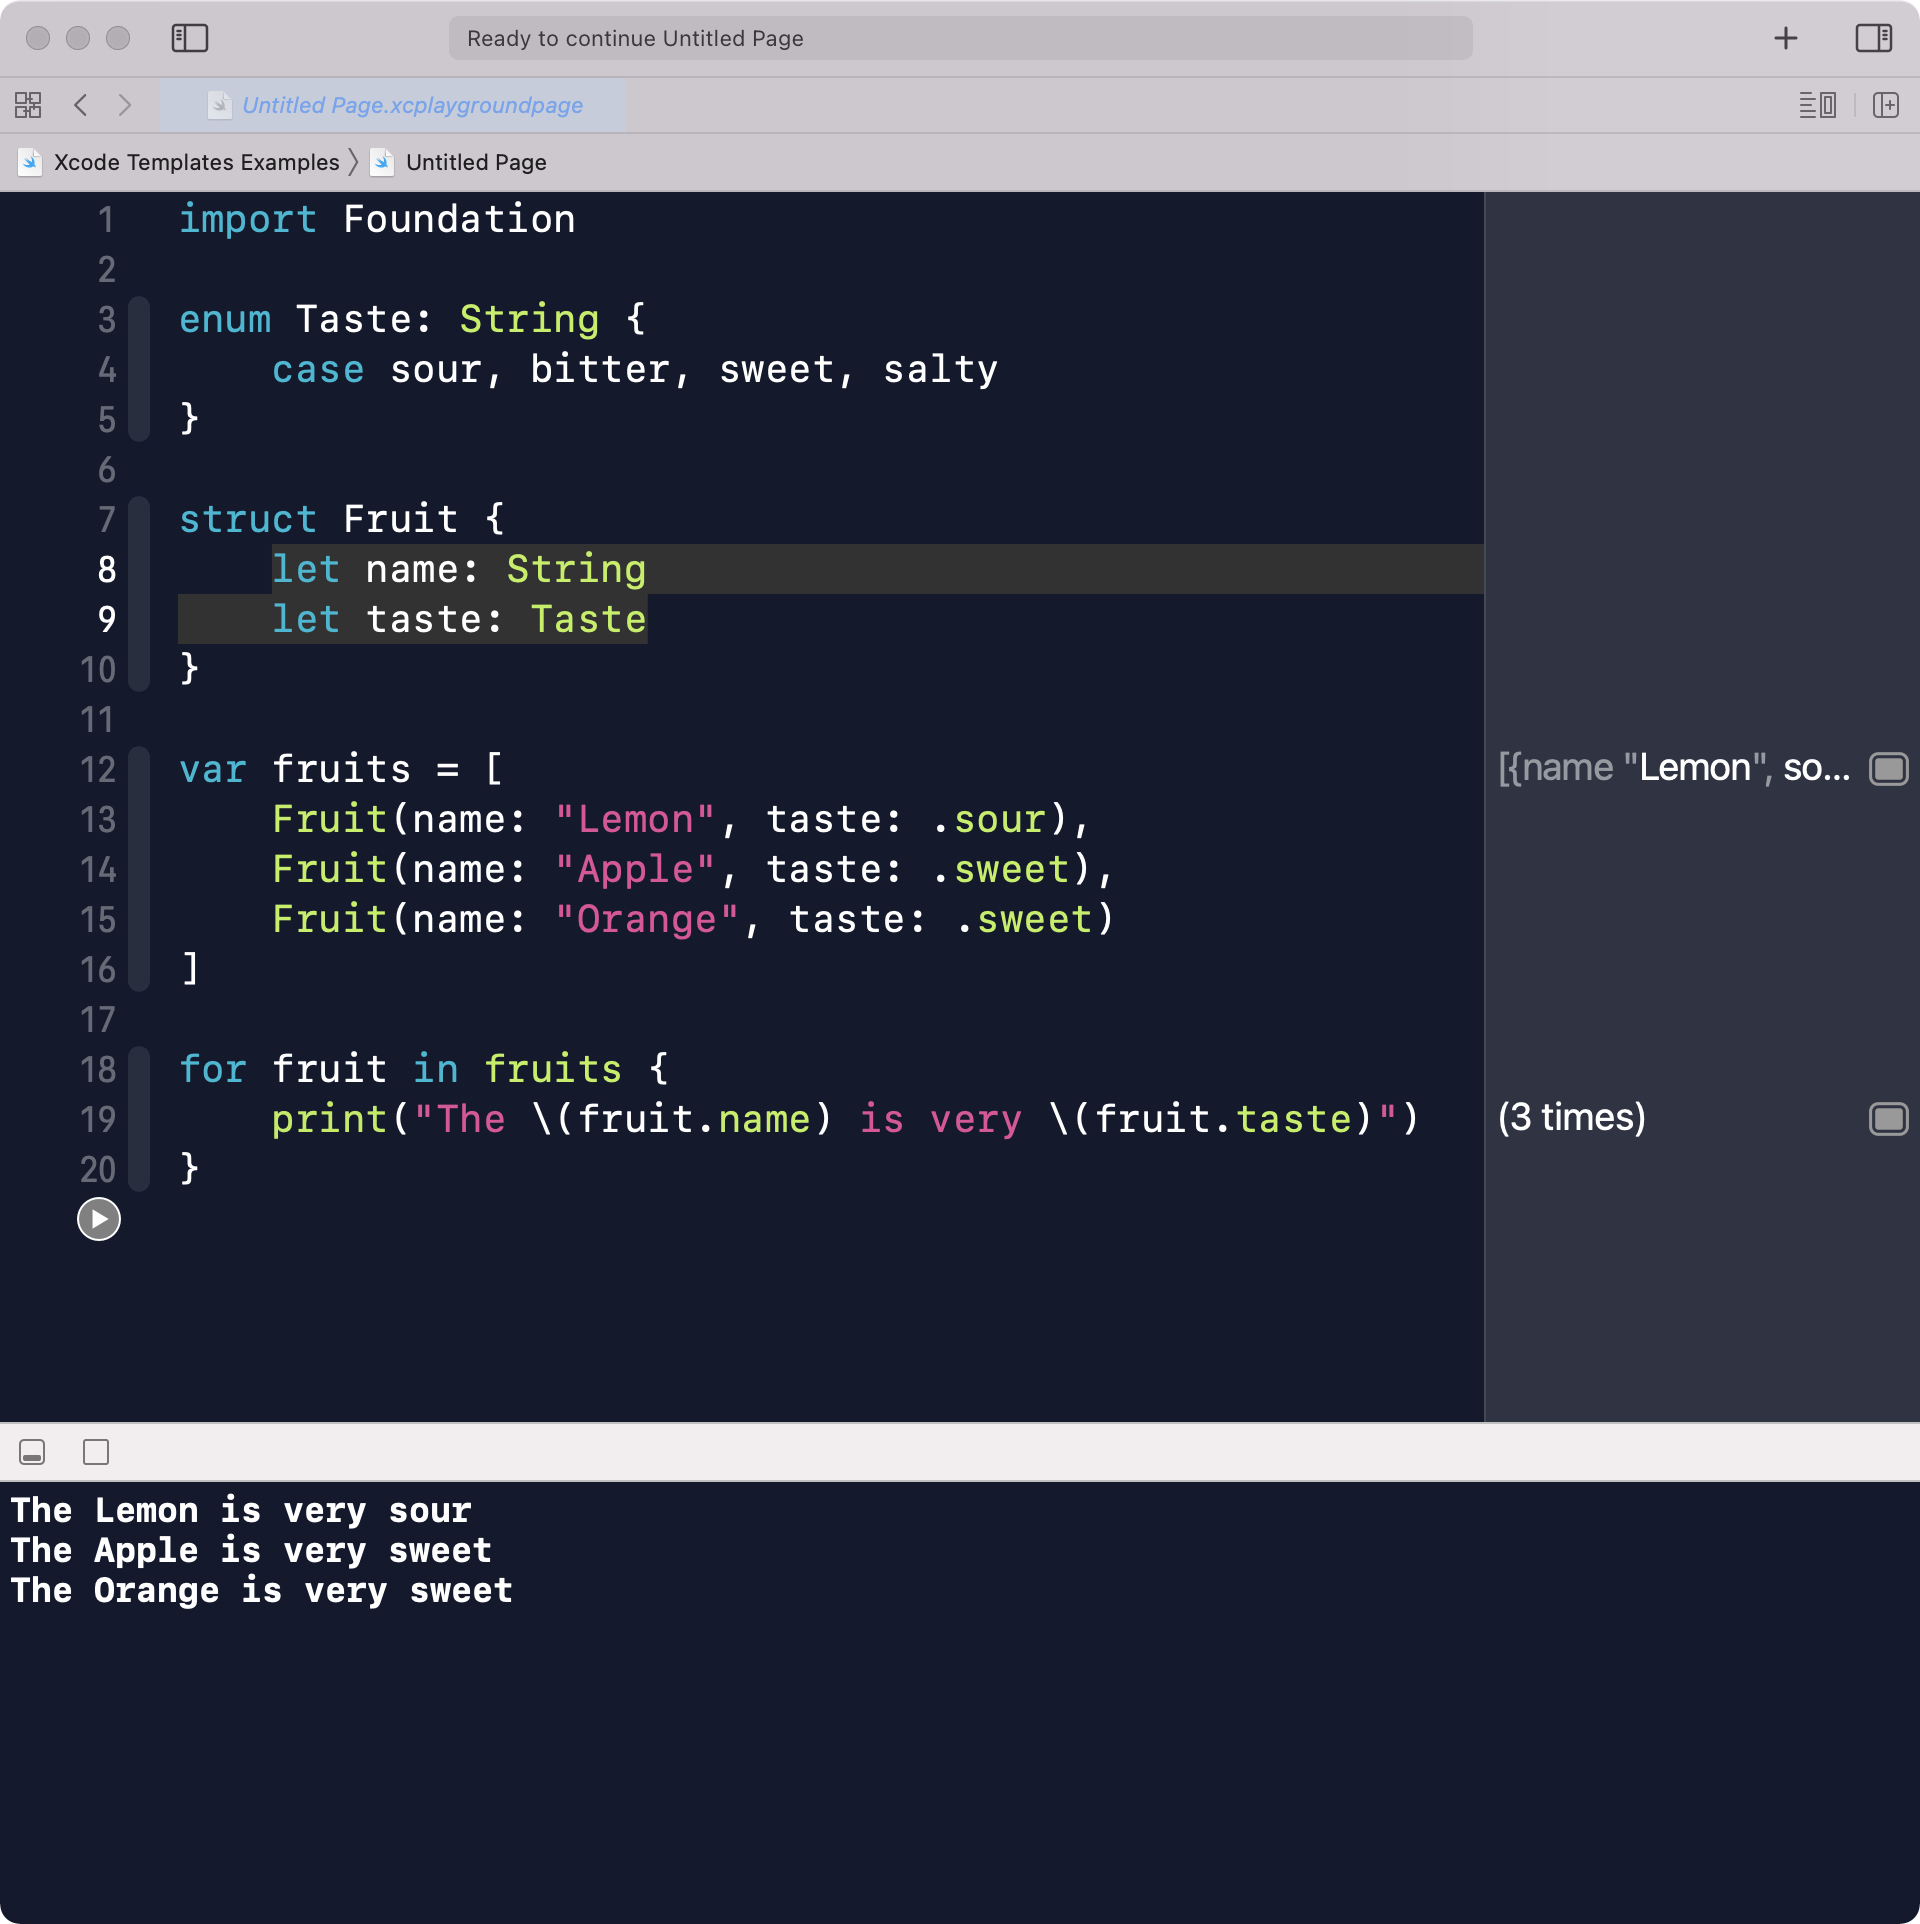 Ready to continue Untitled Page
Untitled Page.xcplaygroundpage
Xcode Templates Examples 〉 Untitled Page
1 import Foundation
2
3 enum Taste: String {
4     case sour, bitter, sweet, salty
5 }
6
7 struct Fruit {
8     let name: String
9     let taste: Taste
10 }
11
12 var fruits = [ [{name "Lemon", so...
13     Fruit(name: "Lemon", taste: .sour),
14     Fruit(name: "Apple", taste: .sweet),
15     Fruit(name: "Orange", taste: .sweet)
16 ]
17
18 for fruit in fruits {
19     print("The \(fruit.name) is very \(fruit.taste)") (3 times)
20 }
The Lemon is very sour
The Apple is very sweet
The Orange is very sweet